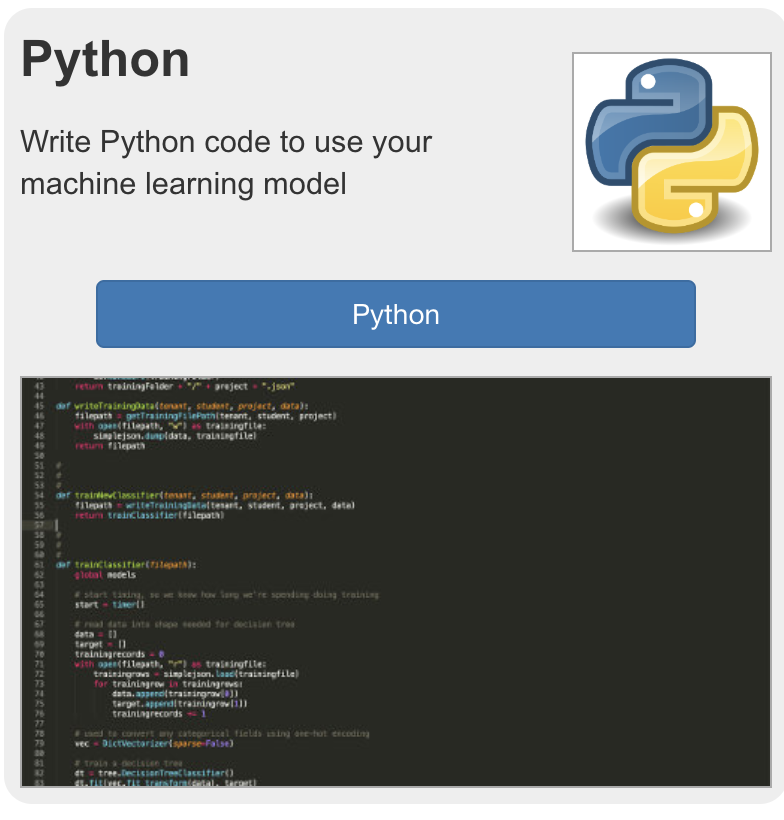 Python
Write Python code to use your
machine learning model
Python
43 return trainingFolder + "/" + project + ".json"
44
45 def writeTrainingData(tenant, student, project, data):
46 filepath = getTrainingFilePath(tenant, student, project)
47 with open(filepath, "w") as trainingfile:
48 simplejson.dump(data, trainingfile)
49 return filepath
50
51 #
52 #
53 #
54 def trainNewClassifier(tenant, student, project, data):
55 filepath = writeTrainingData(tenant, student, project, data)
56 return trainClassifier(filepath)
57
58 #
59 #
60 #
61 def trainClassifier(filepath):
62 global models
63
64 # start timing, so we know how long we're spending doing training
65 start = timer()
66
67 # read data into shape needed for decision tree
68 data = []
69 target = []
70 trainingrecords = 0
71 with open(filepath, "r") as trainingfile:
72 trainingrows = simplejson.load(trainingfile)
73 for trainingrow in trainingrows:
74 data.append(trainingrow[0])
75 target.append(trainingrow[1])
76 trainingrecords += 1
77
78 # used to convert any categorical fields using one-hot encoding
79 vec = DictVectorizer(sparse=False)
80
81 # train a decision tree
82 dt = tree.DecisionTreeClassifier()
83 dt.fit(vec.fit_transform(data), target)